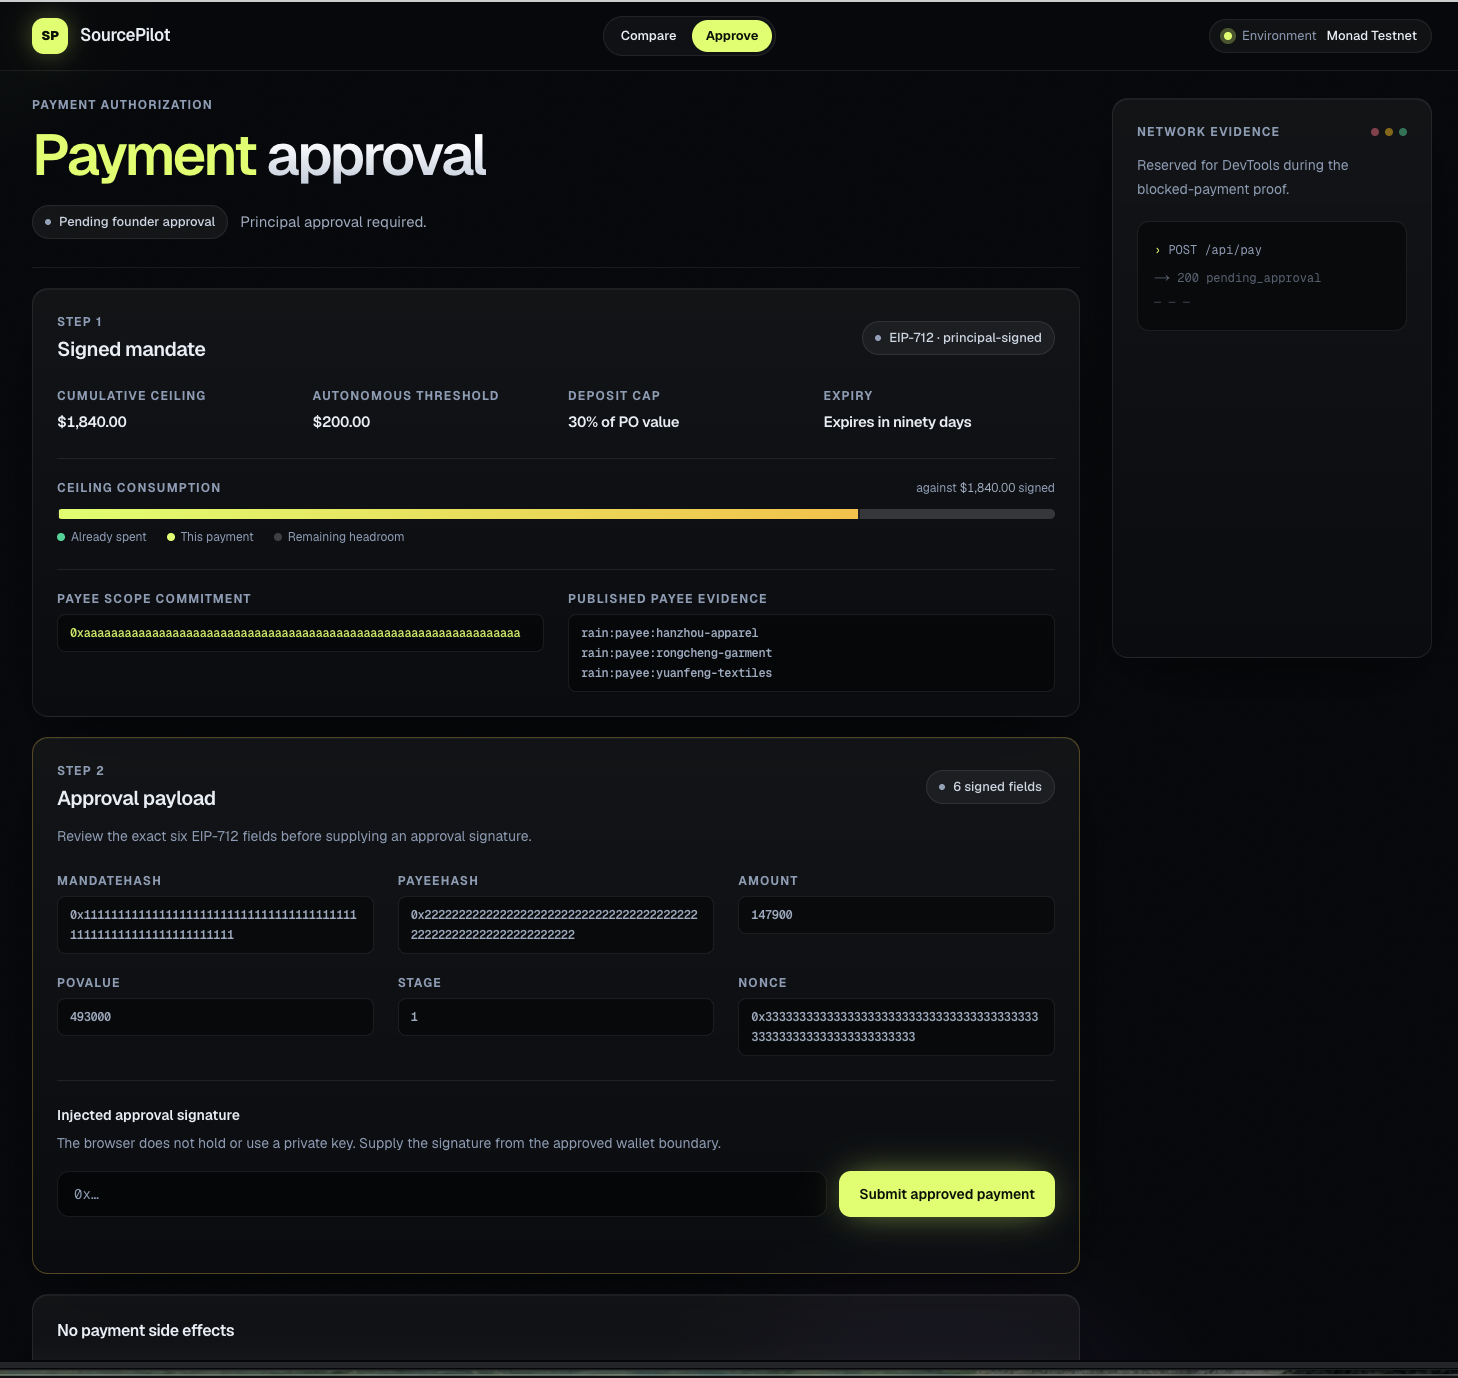 SP SourcePilot
Compare Approve
Environment Monad Testnet
PAYMENT AUTHORIZATION
Payment approval
Pending founder approval Principal approval required.
STEP 1
Signed mandate
EIP-712 · principal-signed
CUMULATIVE CEILING
$1,840.00
AUTONOMOUS THRESHOLD
$200.00
DEPOSIT CAP
30% of PO value
EXPIRY
Expires in ninety days
CEILING CONSUMPTION
against $1,840.00 signed
Already spent This payment Remaining headroom
PAYEE SCOPE COMMITMENT
0xaaaaaaaaaaaaaaaaaaaaaaaaaaaaaaaaaaaaaaaaaaaaaaaaaaaaaaaaaaaaaaaa
PUBLISHED PAYEE EVIDENCE
rain:payee:hanzhou-apparel
rain:payee:rongcheng-garment
rain:payee:yuanfeng-textiles
STEP 2
Approval payload
6 signed fields
Review the exact six EIP-712 fields before supplying an approval signature.
MANDATEHASH
0x1111111111111111111111111111111111111111
111111111111111111111111
PAYEEHASH
0x2222222222222222222222222222222222222222
222222222222222222222222
AMOUNT
147900
POVALUE
493000
STAGE
1
NONCE
0x3333333333333333333333333333333333333333
333333333333333333333333
Injected approval signature
The browser does not hold or use a private key. Supply the signature from the approved wallet boundary.
0x…
Submit approved payment
No payment side effects
NETWORK EVIDENCE
Reserved for DevTools during the
blocked-payment proof.
› POST /api/pay
⟶ 200 pending_approval
— — —